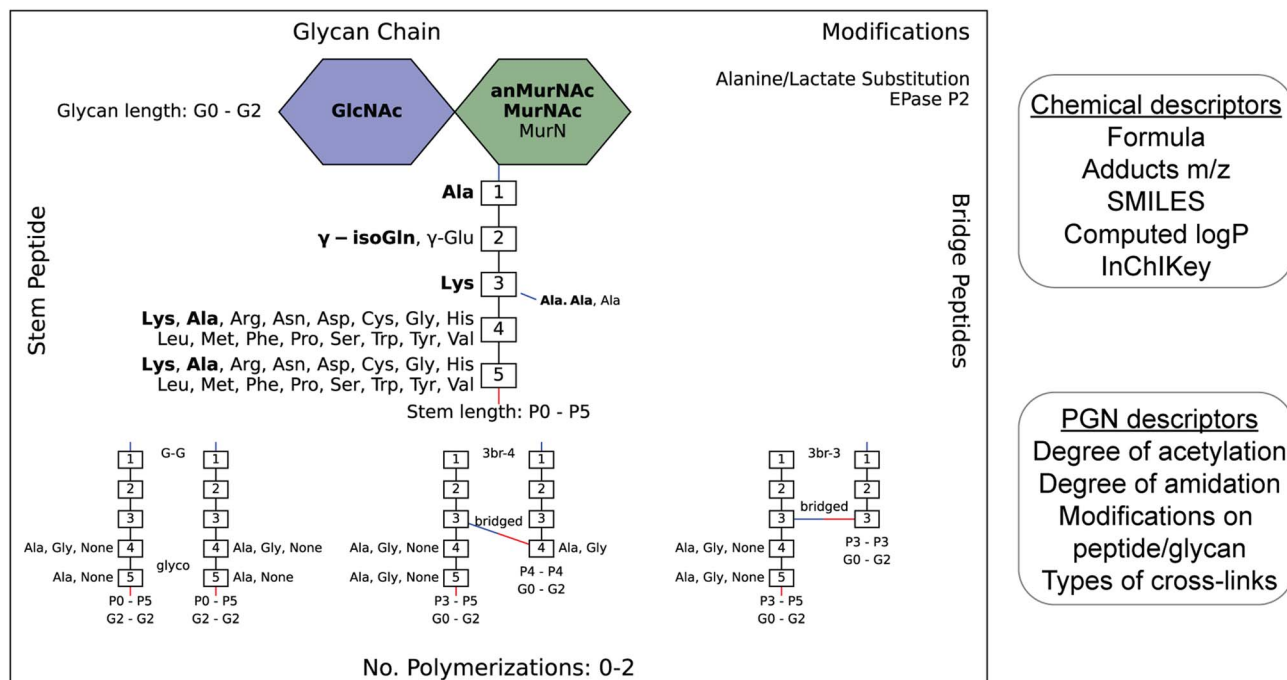 Glycan Chain
Modifications
Alanine/Lactate Substitution
EPase P2
Glycan length: G0 - G2
GlcNAc
anMurNAc
MurNAc
MurN
Stem Peptide
Bridge Peptides
Ala
1
γ – isoGln, γ-Glu
2
Lys
3
Ala. Ala, Ala
Lys, Ala, Arg, Asn, Asp, Cys, Gly, His
Leu, Met, Phe, Pro, Ser, Trp, Tyr, Val
4
Lys, Ala, Arg, Asn, Asp, Cys, Gly, His
Leu, Met, Phe, Pro, Ser, Trp, Tyr, Val
5
Stem length: P0 - P5
G-G
1
1
2
2
3
3
Ala, Gly, None
4
4
Ala, Gly, None
glyco
Ala, None
5
5
Ala, None
P0 - P5
G2 - G2
P0 - P5
G2 - G2
3br-4
1
1
2
2
3
bridged
3
Ala, Gly, None
4
4
Ala, Gly
Ala, Gly, None
5
P4 - P4
G0 - G2
P3 - P5
G0 - G2
3br-3
1
1
2
2
bridged
3
3
P3 - P3
G0 - G2
Ala, Gly, None
4
Ala, Gly, None
5
P3 - P5
G0 - G2
No. Polymerizations: 0-2
Chemical descriptors
Formula
Adducts m/z
SMILES
Computed logP
InChIKey
PGN descriptors
Degree of acetylation
Degree of amidation
Modifications on
peptide/glycan
Types of cross-links